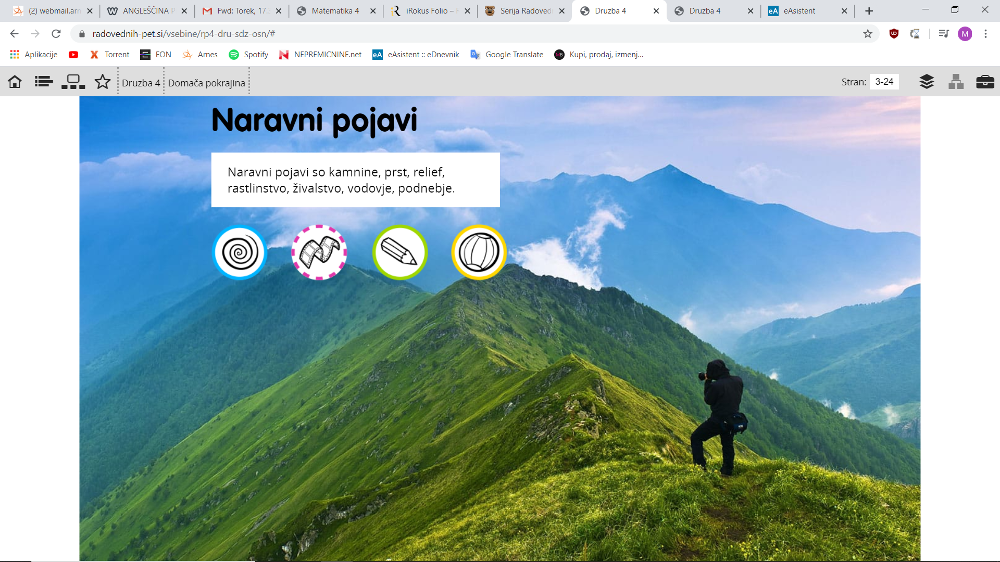 (2) webmail.arn
ANGLEŠČINA P
Fwd: Torek, 17.3
Matematika 4
iRokus Folio – R
Serija Radovedn
Druzba 4
Druzba 4
eAsistent
radovednih-pet.si/vsebine/rp4-dru-sdz-osn/#
M
Aplikacije
Torrent
EON
Arnes
Spotify
NEPREMICNINE.net
eAsistent :: eDnevnik
Google Translate
Kupi, prodaj, izmenj...
Druzba 4
Domača pokrajina
Stran: 3-24
Naravni pojavi
Naravni pojavi so kamnine, prst, relief,
rastlinstvo, živalstvo, vodovje, podnebje.